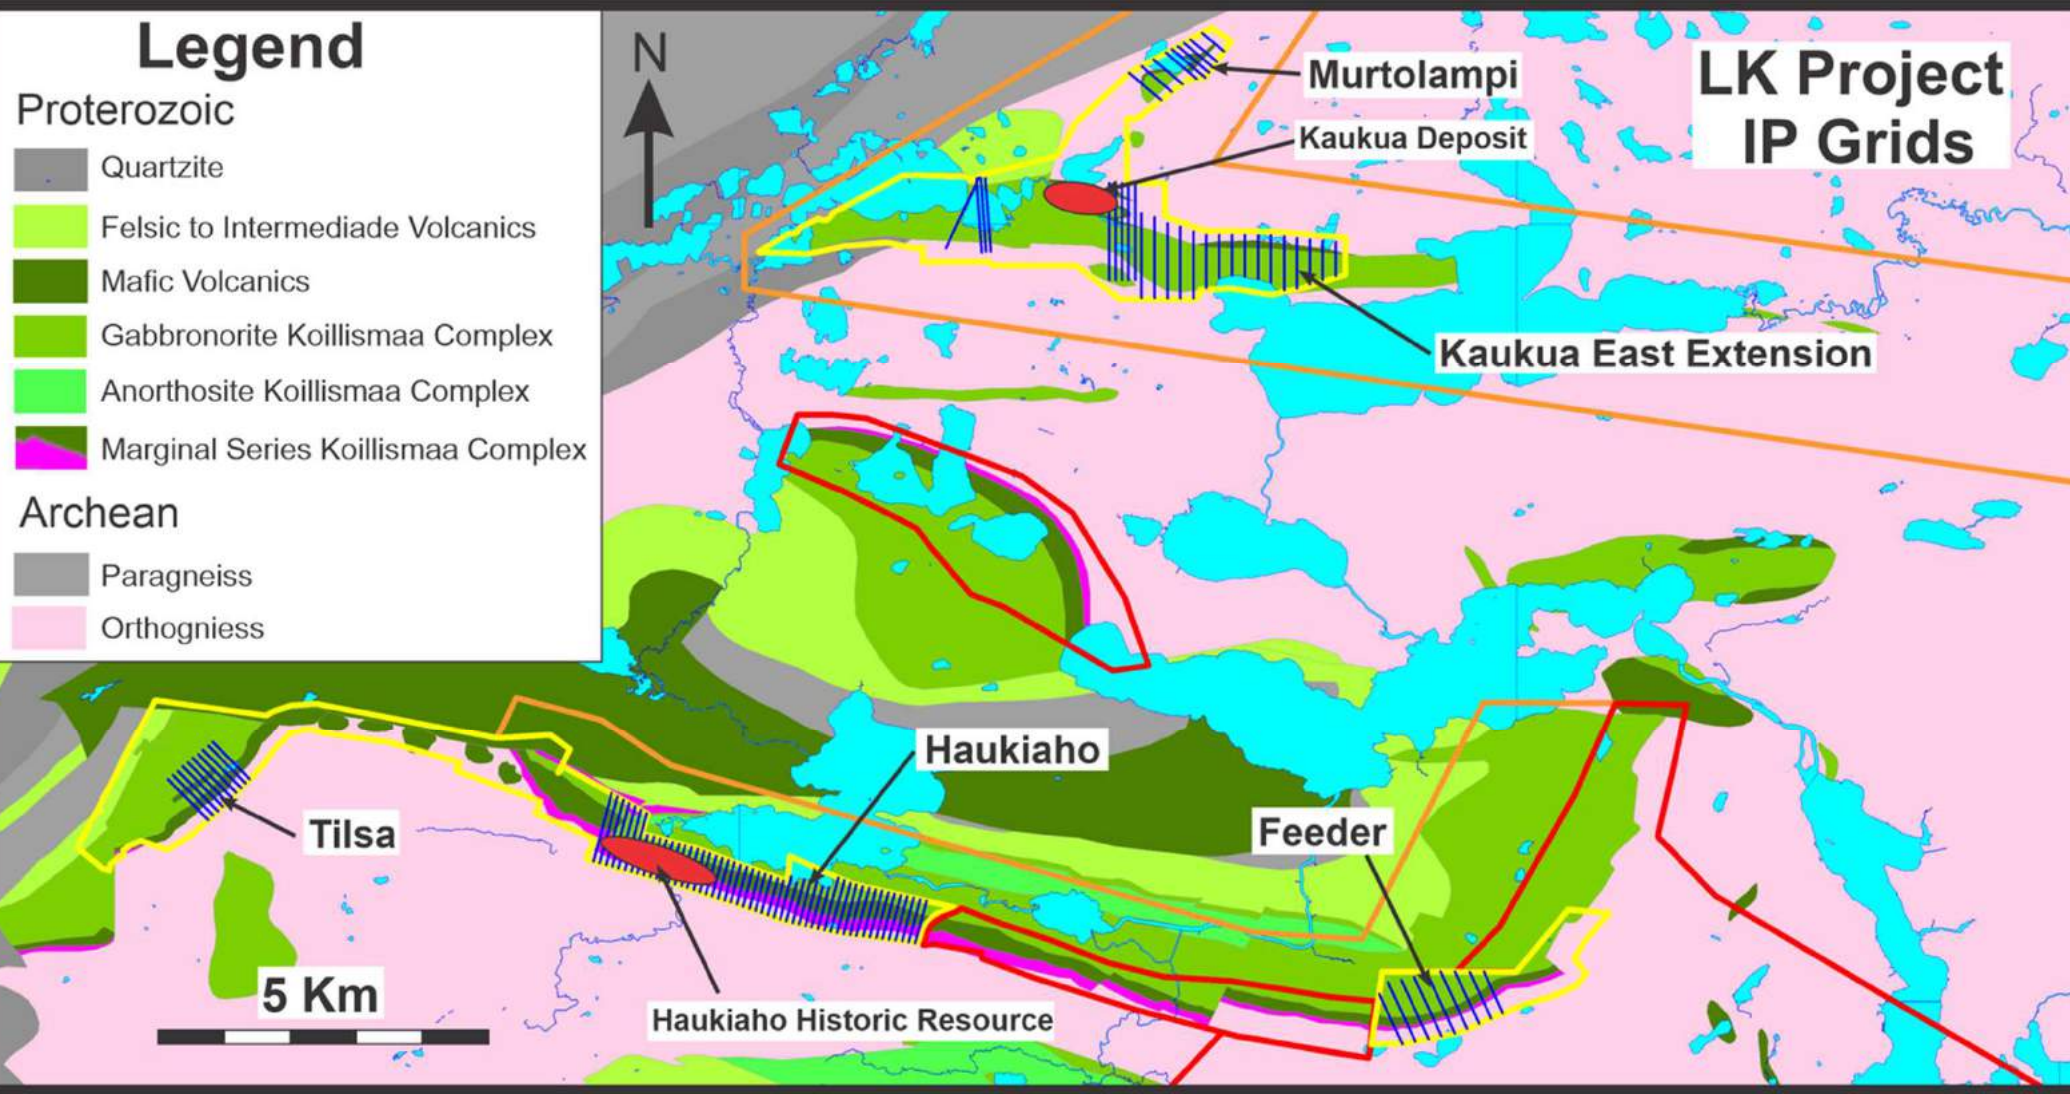 Legend
Proterozoic
Quartzite
Felsic to Intermediade Volcanics
Mafic Volcanics
Gabbronorite Koillismaa Complex
Anorthosite Koillismaa Complex
Marginal Series Koillismaa Complex
Archean
Paragneiss
Orthogniess
N
LK Project
IP Grids
Murtolampi
Kaukua Deposit
Kaukua East Extension
Haukiaho
Tilsa
Feeder
5 Km
Haukiaho Historic Resource